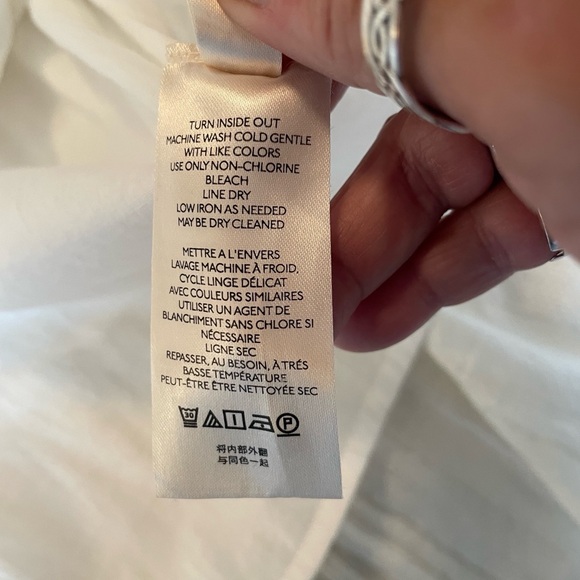 TURN INSIDE OUT
MACHINE WASH COLD GENTLE
WITH LIKE COLORS
USE ONLY NON-CHLORINE
BLEACH
LINE DRY
LOW IRON AS NEEDED
MAY BE DRY CLEANED
METTRE A L'ENVERS
LAVAGE MACHINE À FROID,
CYCLE LINGE DÉLICAT
AVEC COULEURS SIMILAIRES
UTILISER UN AGENT DE
BLANCHIMENT SANS CHLORE SI
NÉCESSAIRE
LIGNE SEC
REPASSER, AU BESOIN, À TRÉS
BASSE TEMPÉRATURE
PEUT-ÊTRE ÊTRE NETTOYÉE SEC
30 P
将内部外翻
与同色一起